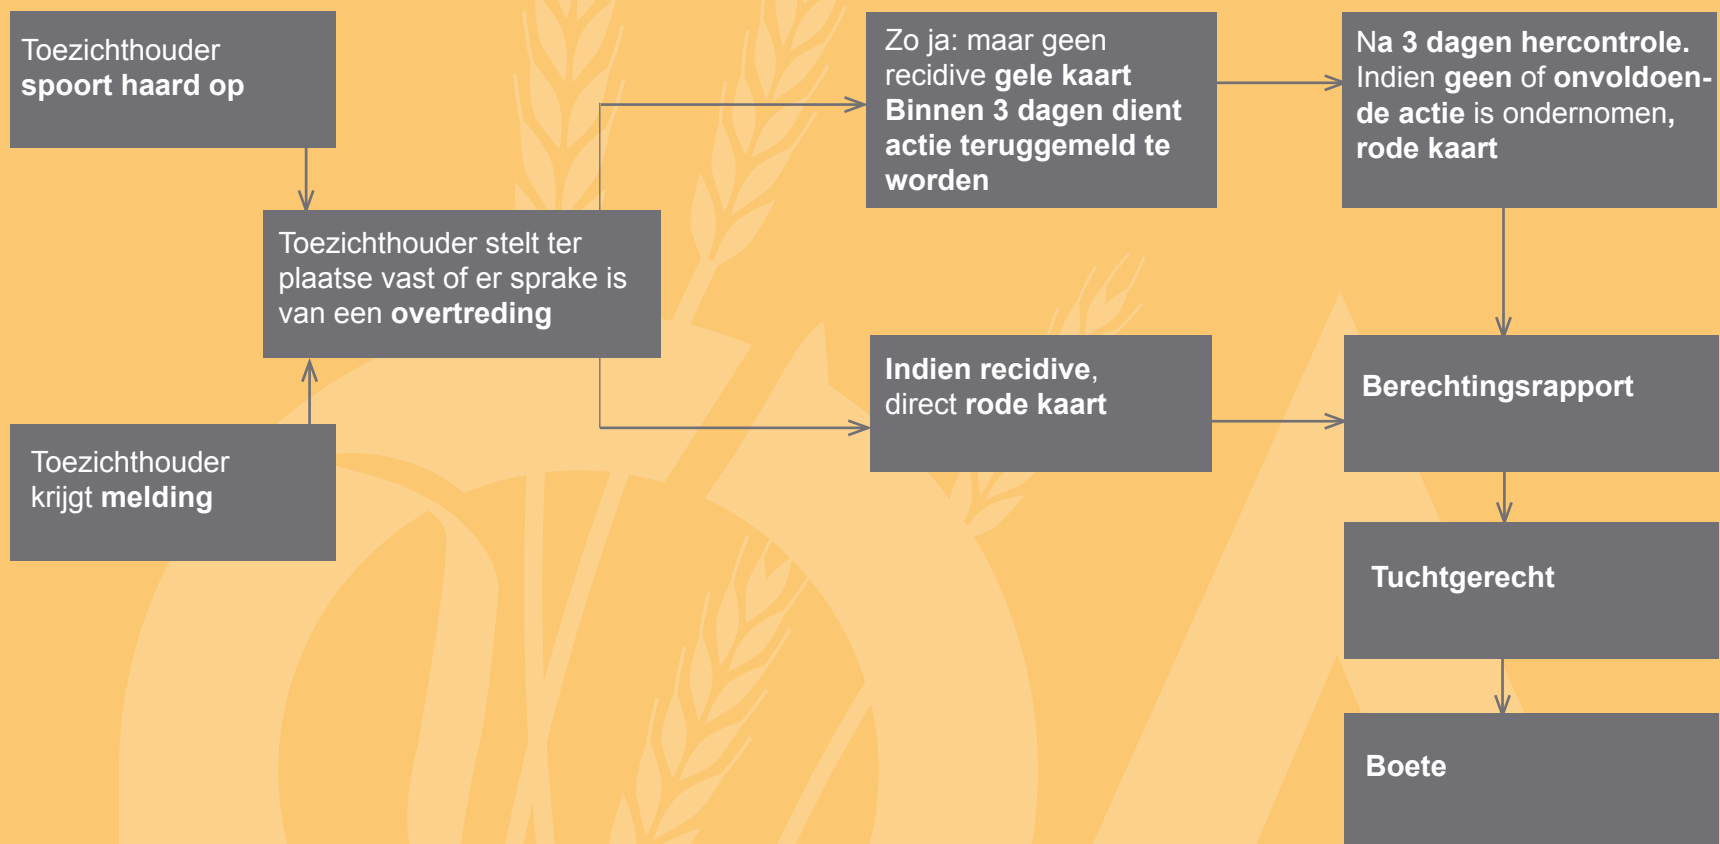 Toezichthouder
spoort haard op
Toezichthouder stelt ter
plaatse vast of er sprake is
van een overtreding
Toezichthouder
krijgt melding
Zo ja: maar geen
recidive gele kaart
Binnen 3 dagen dient
actie teruggemeld te
worden
Indien recidive,
direct rode kaart
Na 3 dagen hercontrole.
Indien geen of onvoldoen-
de actie is ondernomen,
rode kaart
Berechtingsrapport
Tuchtgerecht
Boete